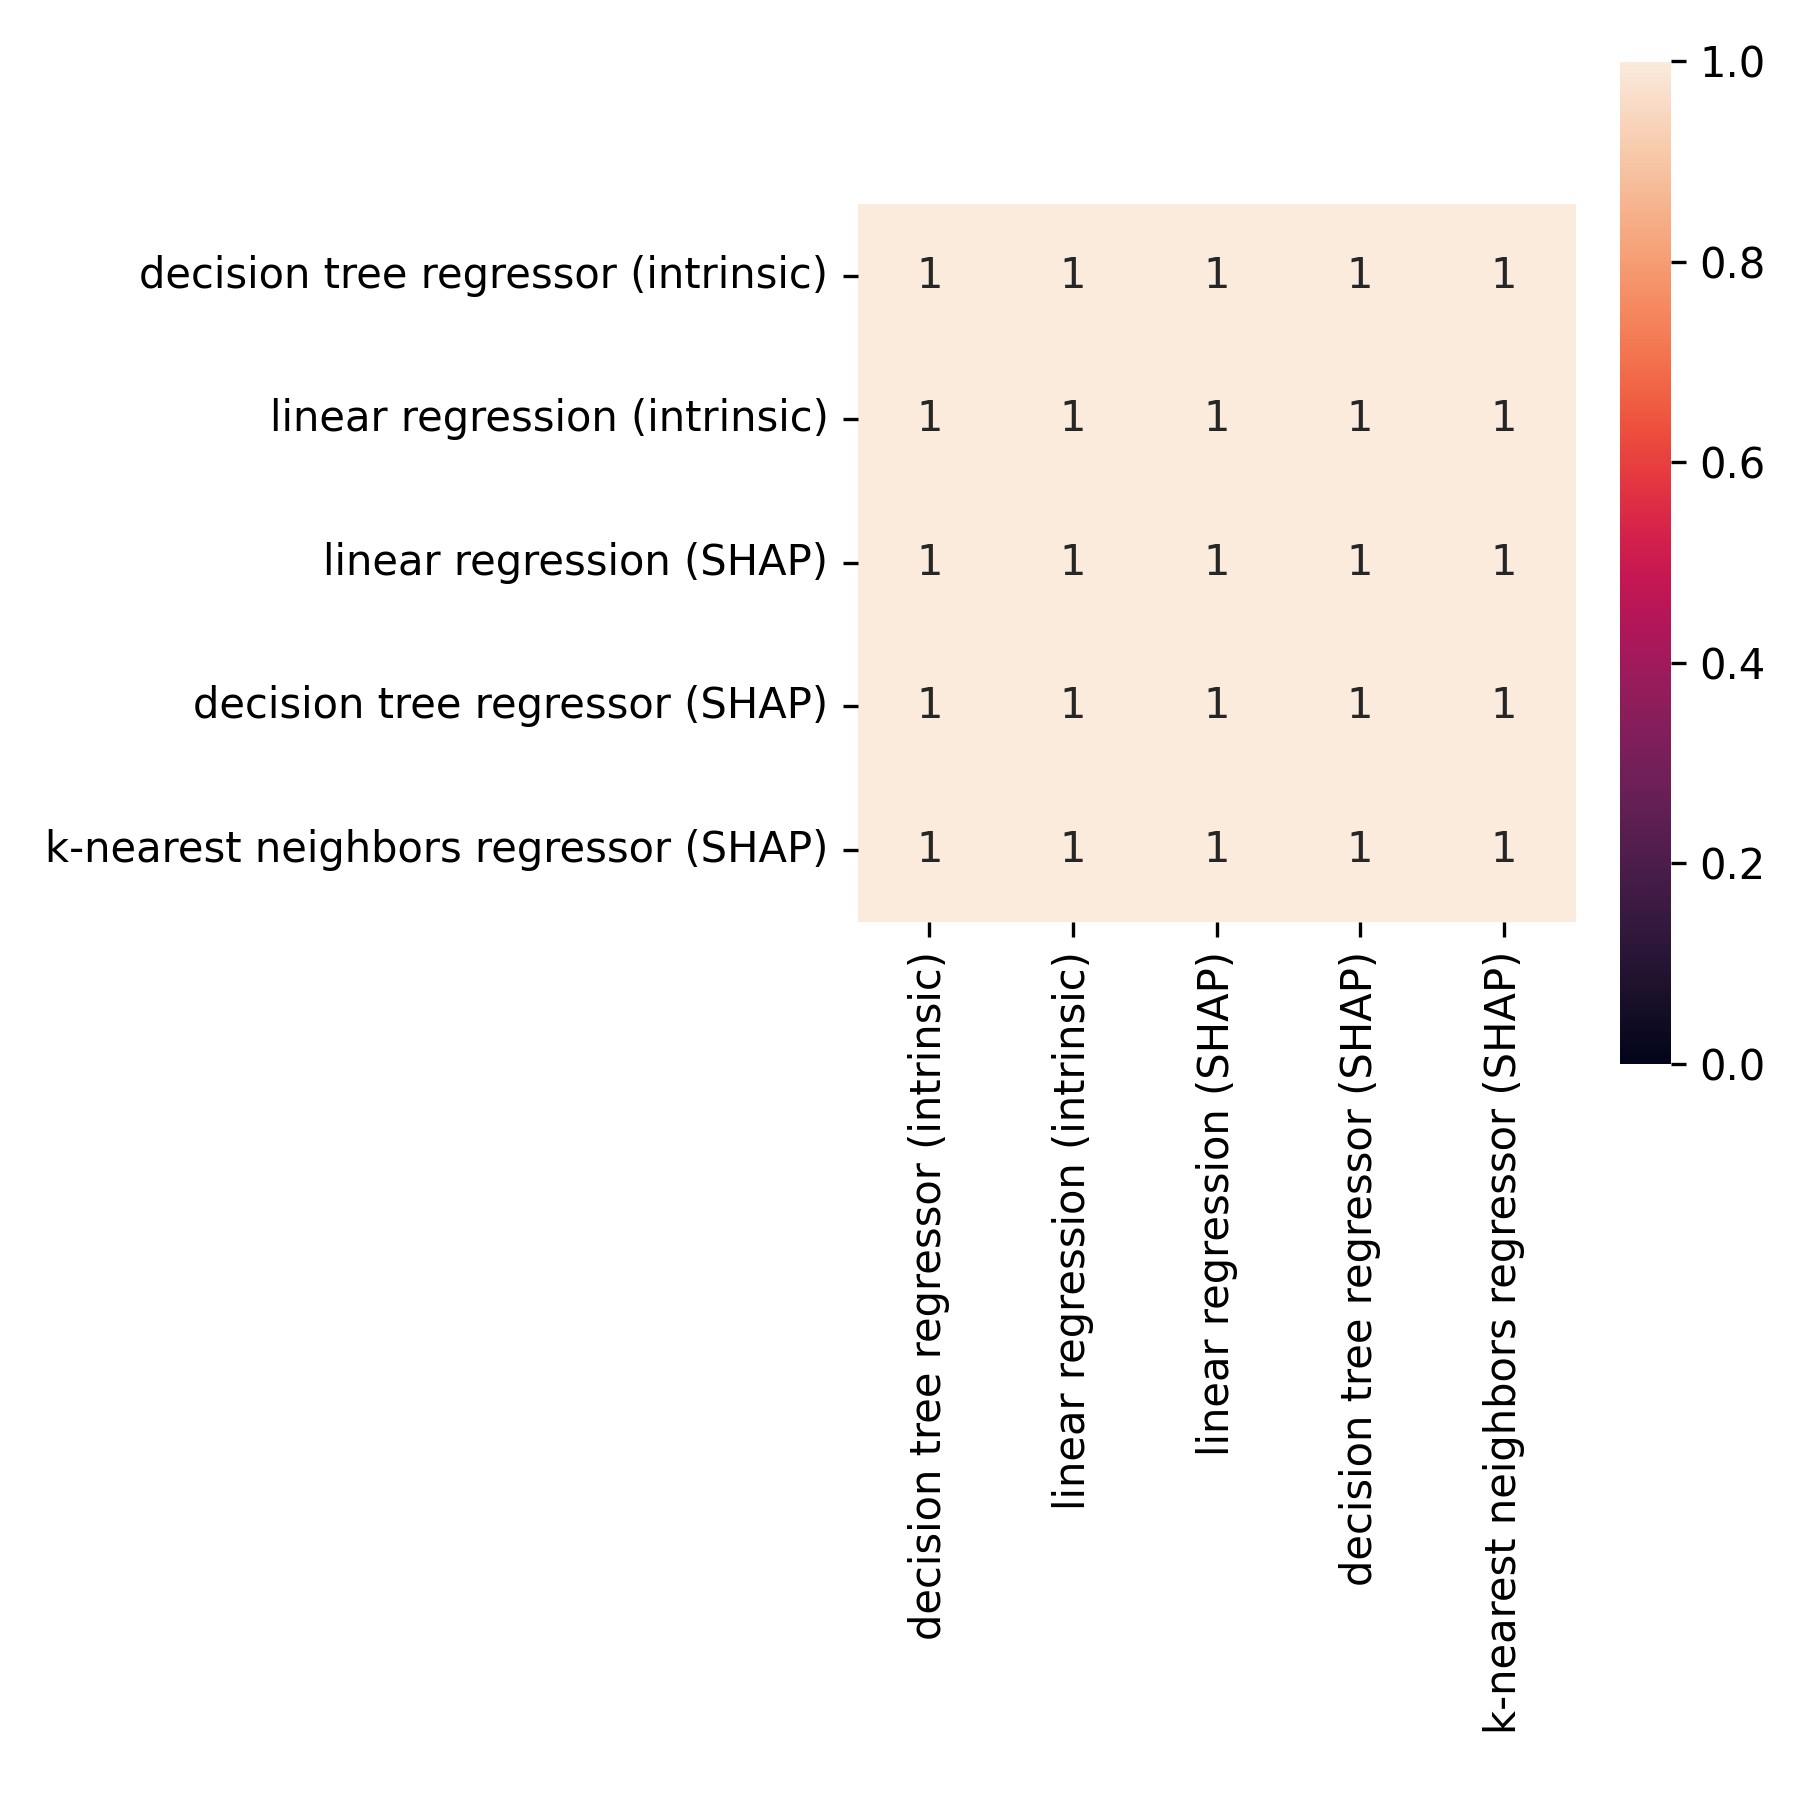 1.0
0.8
0.6
0.4
0.2
0.0
decision tree regressor (intrinsic) 1 1 1 1 1
linear regression (intrinsic) 1 1 1 1 1
linear regression (SHAP) 1 1 1 1 1
decision tree regressor (SHAP) 1 1 1 1 1
k-nearest neighbors regressor (SHAP) 1 1 1 1 1
decision tree regressor (intrinsic)
linear regression (intrinsic)
linear regression (SHAP)
decision tree regressor (SHAP)
k-nearest neighbors regressor (SHAP)